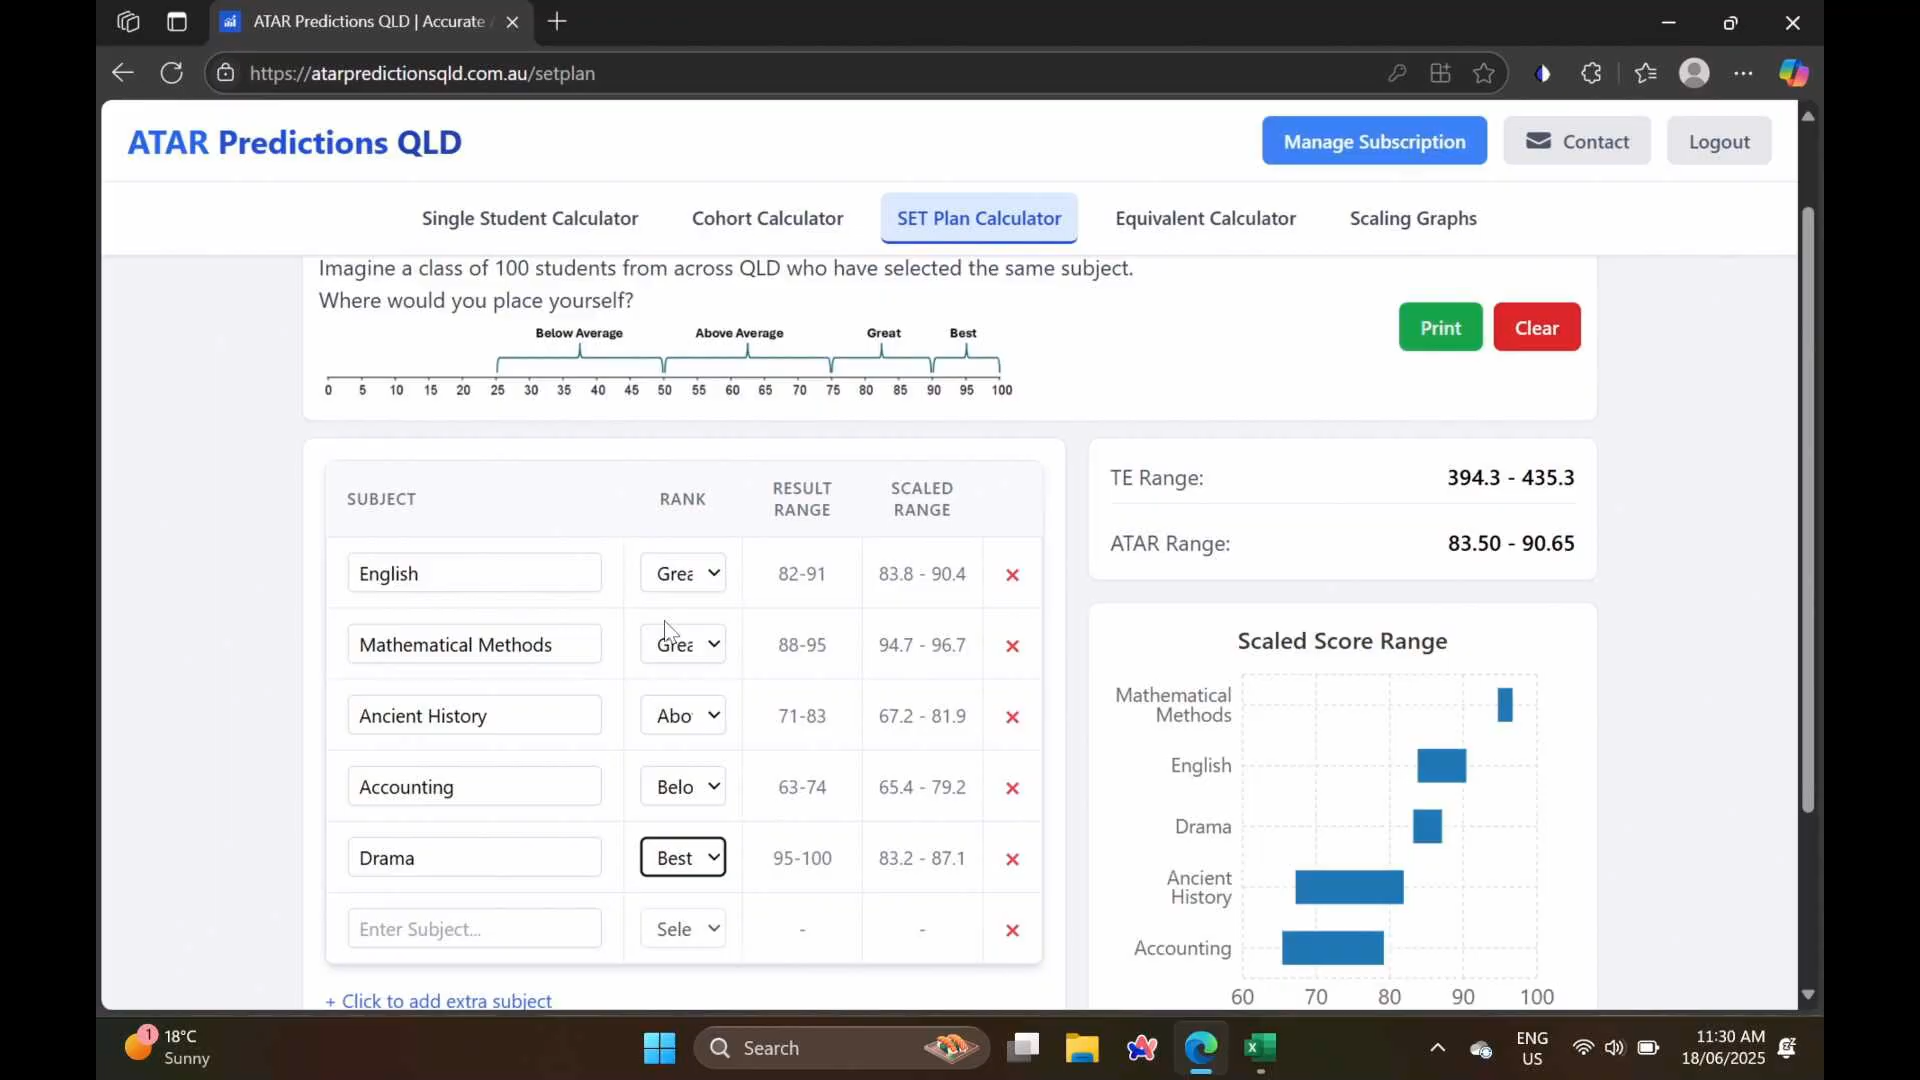 ATAR Predictions QLD | Accurate
https://atarpredictionsqld.com.au/setplan
ATAR Predictions QLD
Manage Subscription
Contact
Logout
Single Student Calculator
Cohort Calculator
SET Plan Calculator
Equivalent Calculator
Scaling Graphs
Imagine a class of 100 students from across QLD who have selected the same subject.
Where would you place yourself?
Below Average Above Average Great Best
0 5 10 15 20 25 30 35 40 45 50 55 60 65 70 75 80 85 90 95 100
Print
Clear
SUBJECT RANK RESULT RANGE SCALED RANGE
English Grea 82-91 83.8 - 90.4
Mathematical Methods Grea 88-95 94.7 - 96.7
Ancient History Abo 71-83 67.2 - 81.9
Accounting Belo 63-74 65.4 - 79.2
Drama Best 95-100 83.2 - 87.1
Enter Subject... Sele - -
+ Click to add extra subject
TE Range: 394.3 - 435.3
ATAR Range: 83.50 - 90.65
Scaled Score Range
Mathematical
Methods
English
Drama
Ancient
History
Accounting
60 70 80 90 100
1
18°C
Sunny
Search
ENG
US
11:30 AM
18/06/2025